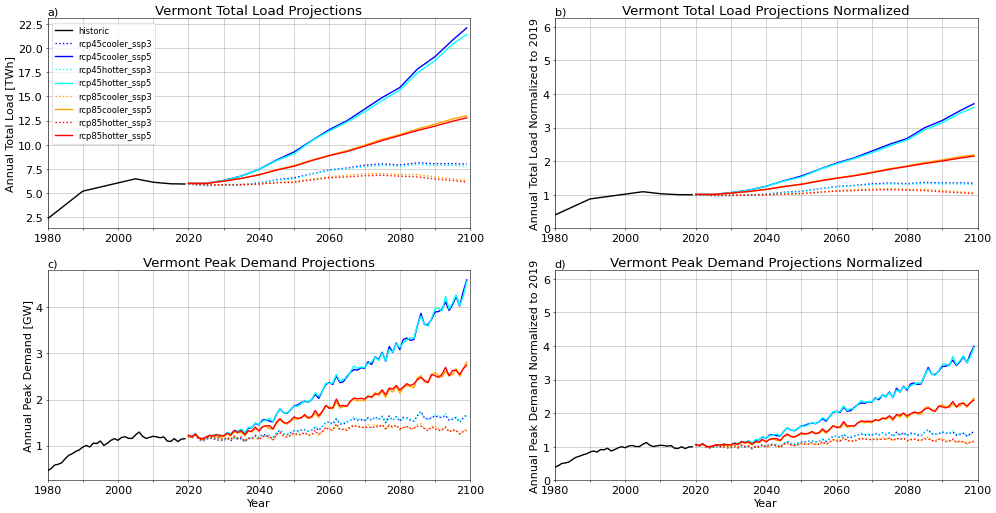 a)
Vermont Total Load Projections
22.5
20.0
17.5
15.0
12.5
10.0
7.5
5.0
2.5
Annual Total Load [TWh]
historic
rcp45cooler_ssp3
rcp45cooler_ssp5
rcp45hotter_ssp3
rcp45hotter_ssp5
rcp85cooler_ssp3
rcp85cooler_ssp5
rcp85hotter_ssp3
rcp85hotter_ssp5
1980 2000 2020 2040 2060 2080 2100
b)
Vermont Total Load Projections Normalized
6
5
4
3
2
1
0
Annual Total Load Normalized to 2019
1980 2000 2020 2040 2060 2080 2100
c)
Vermont Peak Demand Projections
4
3
2
1
Annual Peak Demand [GW]
1980 2000 2020 2040 2060 2080 2100
Year
d)
Vermont Peak Demand Projections Normalized
6
5
4
3
2
1
0
Annual Peak Demand Normalized to 2019
1980 2000 2020 2040 2060 2080 2100
Year